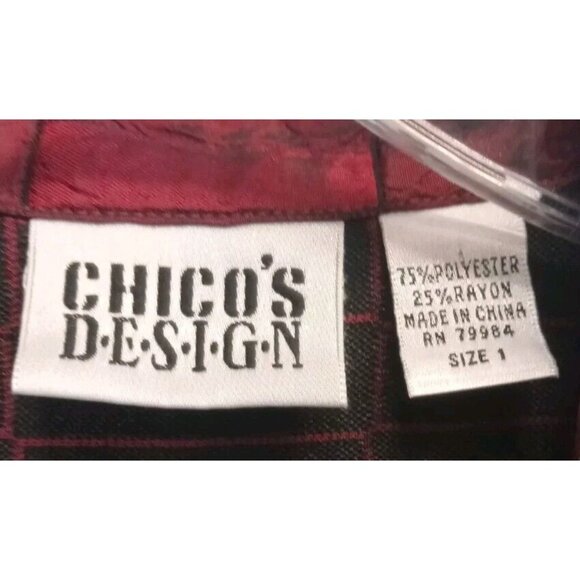 CHICO'S
D·E·S·I·G·N
75% POLYESTER
25% RAYON
MADE IN CHINA
RN 79984
SIZE 1